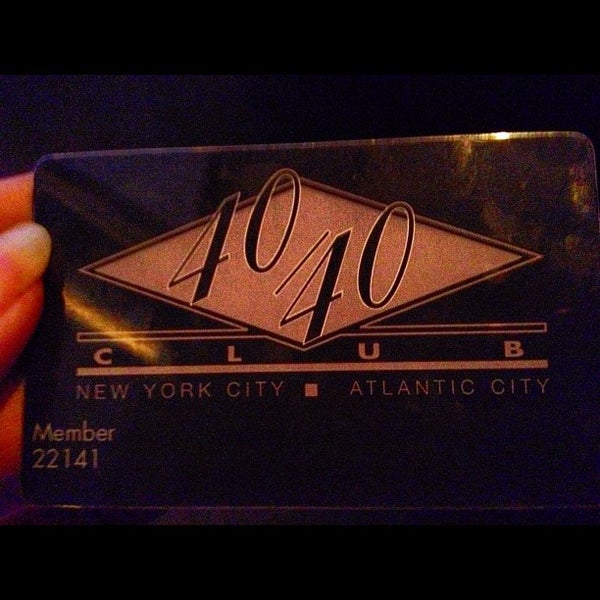 40/40
CLUB
NEW YORK CITY ■ ATLANTIC CITY
Member
22141